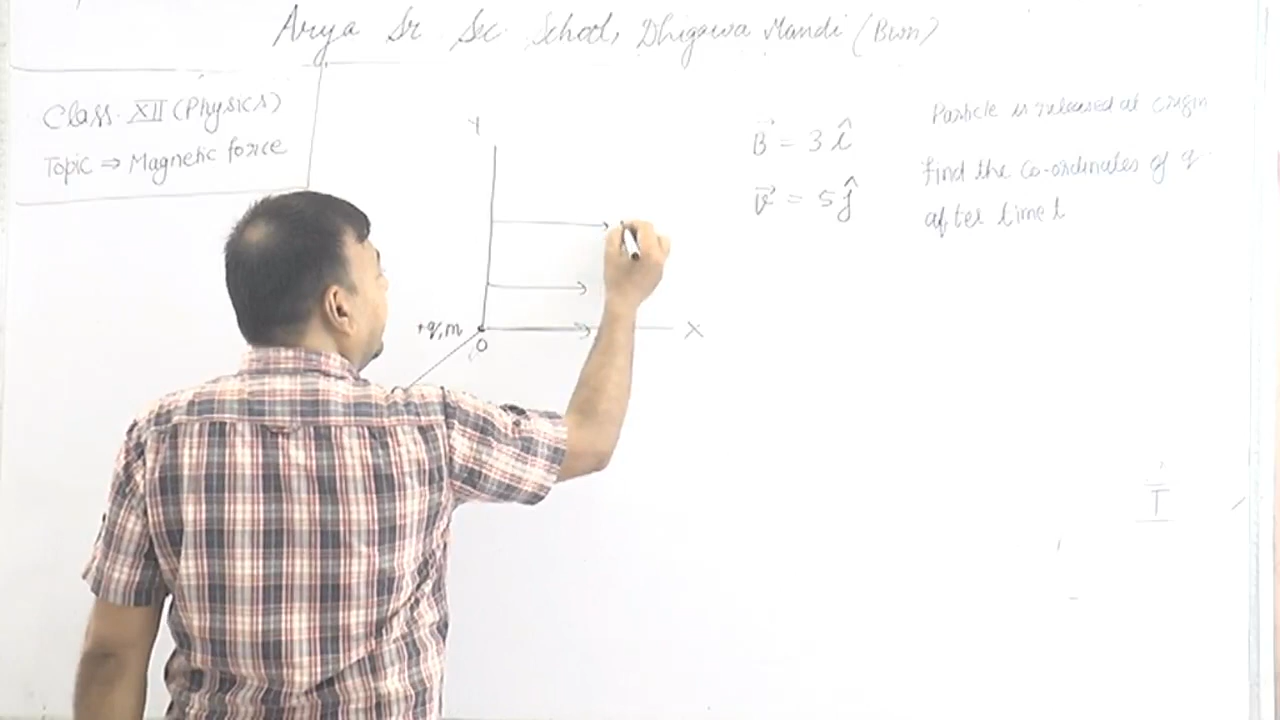 Arya Sr Sec. School, Dhigawa Mandi (Bwn)
Class. XII (Physics)
Topic ⇒ Magnetic force
Y
+q,m
O
X
B⃗ = 3 î
v⃗ = 5 ĵ
Particle is released at origin
find the co-ordinates of q
after time t
T